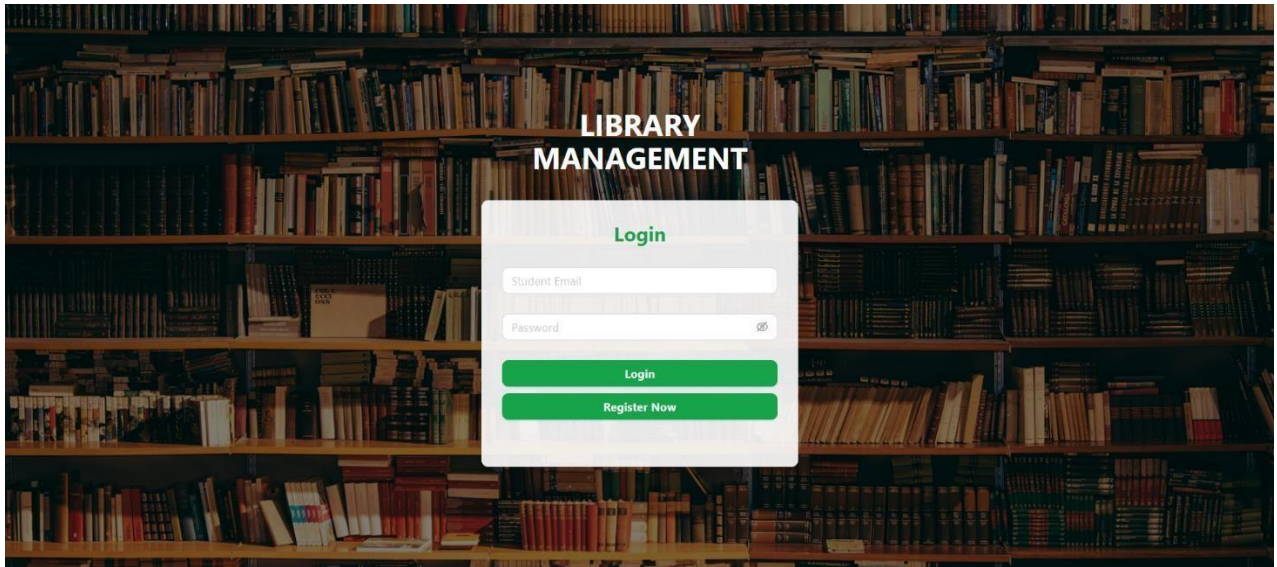 LIBRARY
MANAGEMENT
Login
Student Email
Password
Login
Register Now